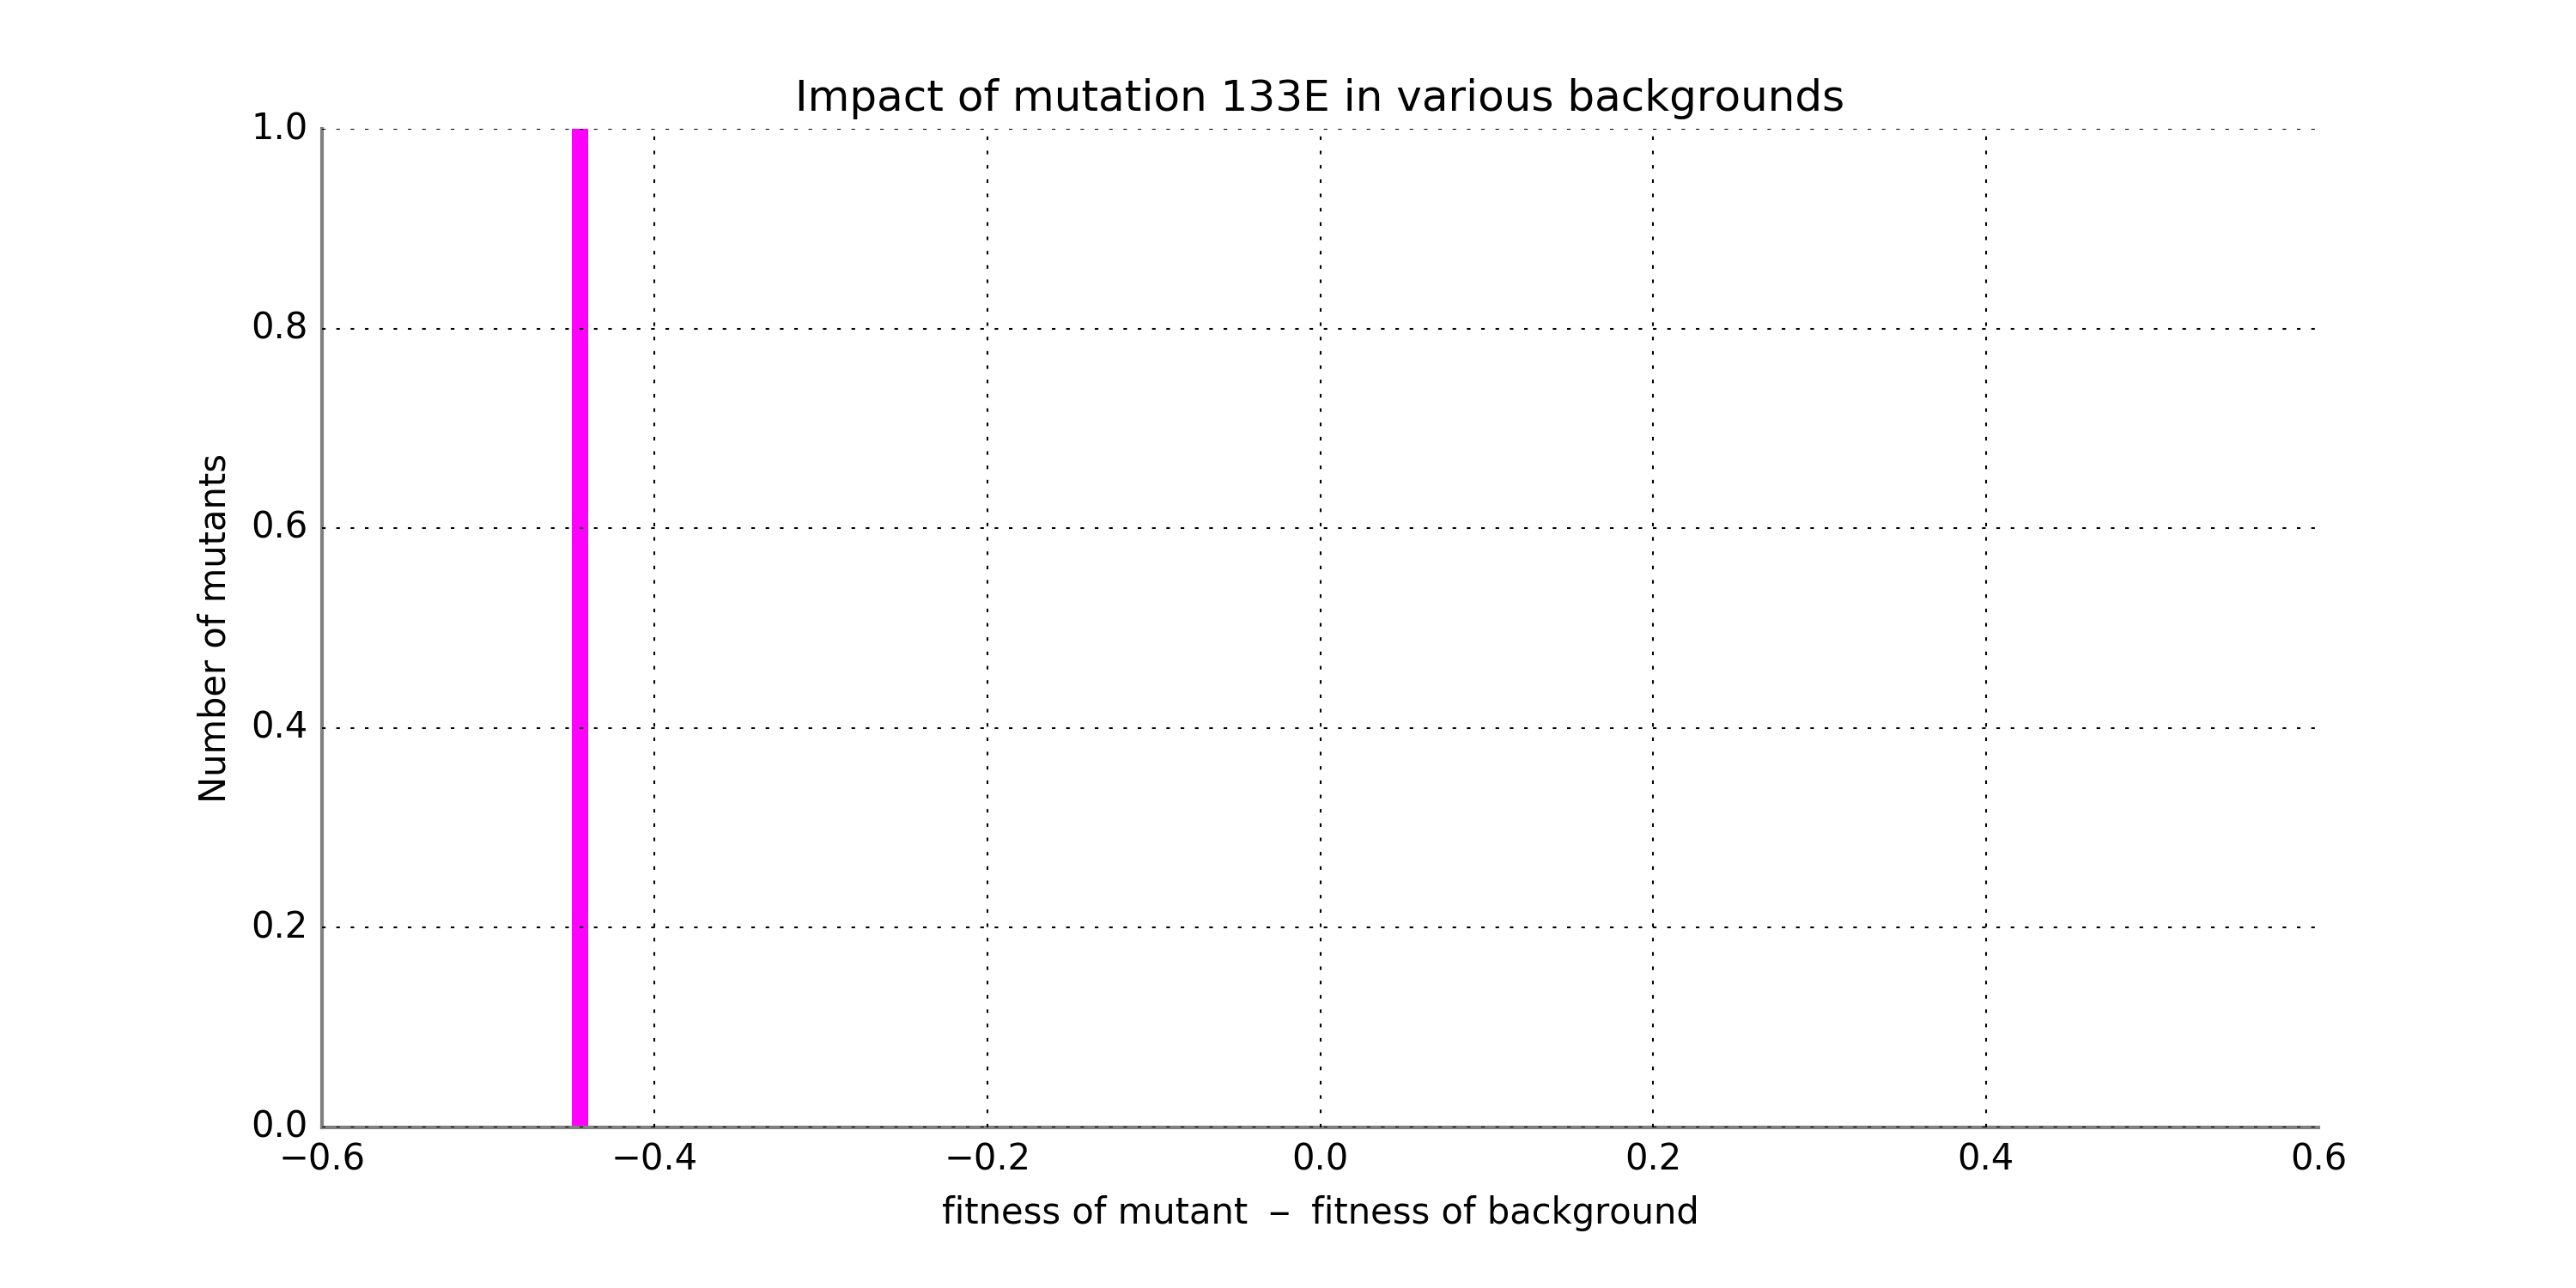 Impact of mutation 133E in various backgrounds
1.0
0.8
0.6
0.4
0.2
0.0
Number of mutants
−0.6 −0.4 −0.2 0.0 0.2 0.4 0.6
fitness of mutant − fitness of background